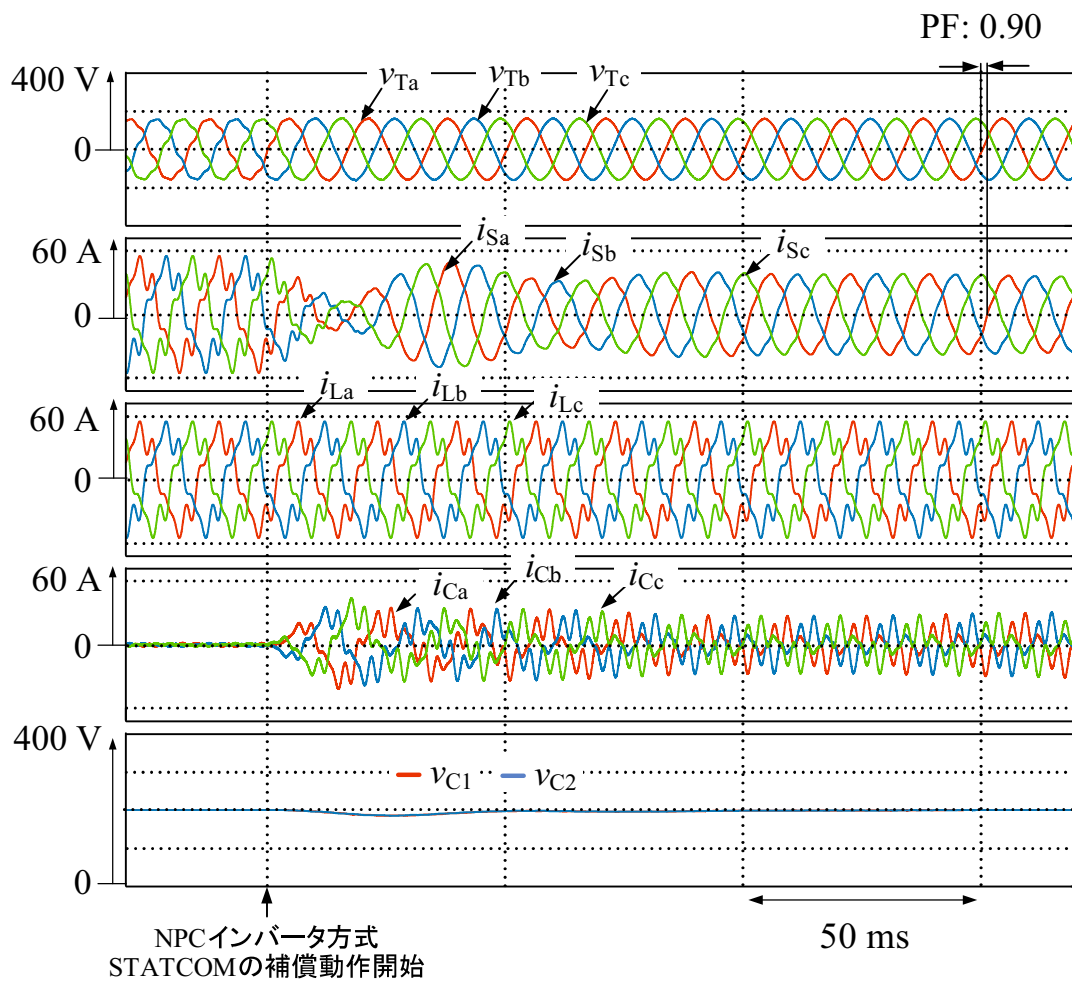 PF: 0.90
400 V
vTa
vTb
vTc
0
60 A
iSa
iSb
iSc
0
60 A
iLa
iLb
iLc
0
60 A
iCa
iCb
iCc
0
400 V
vC1
vC2
0
NPCインバータ方式
STATCOMの補償動作開始
50 ms